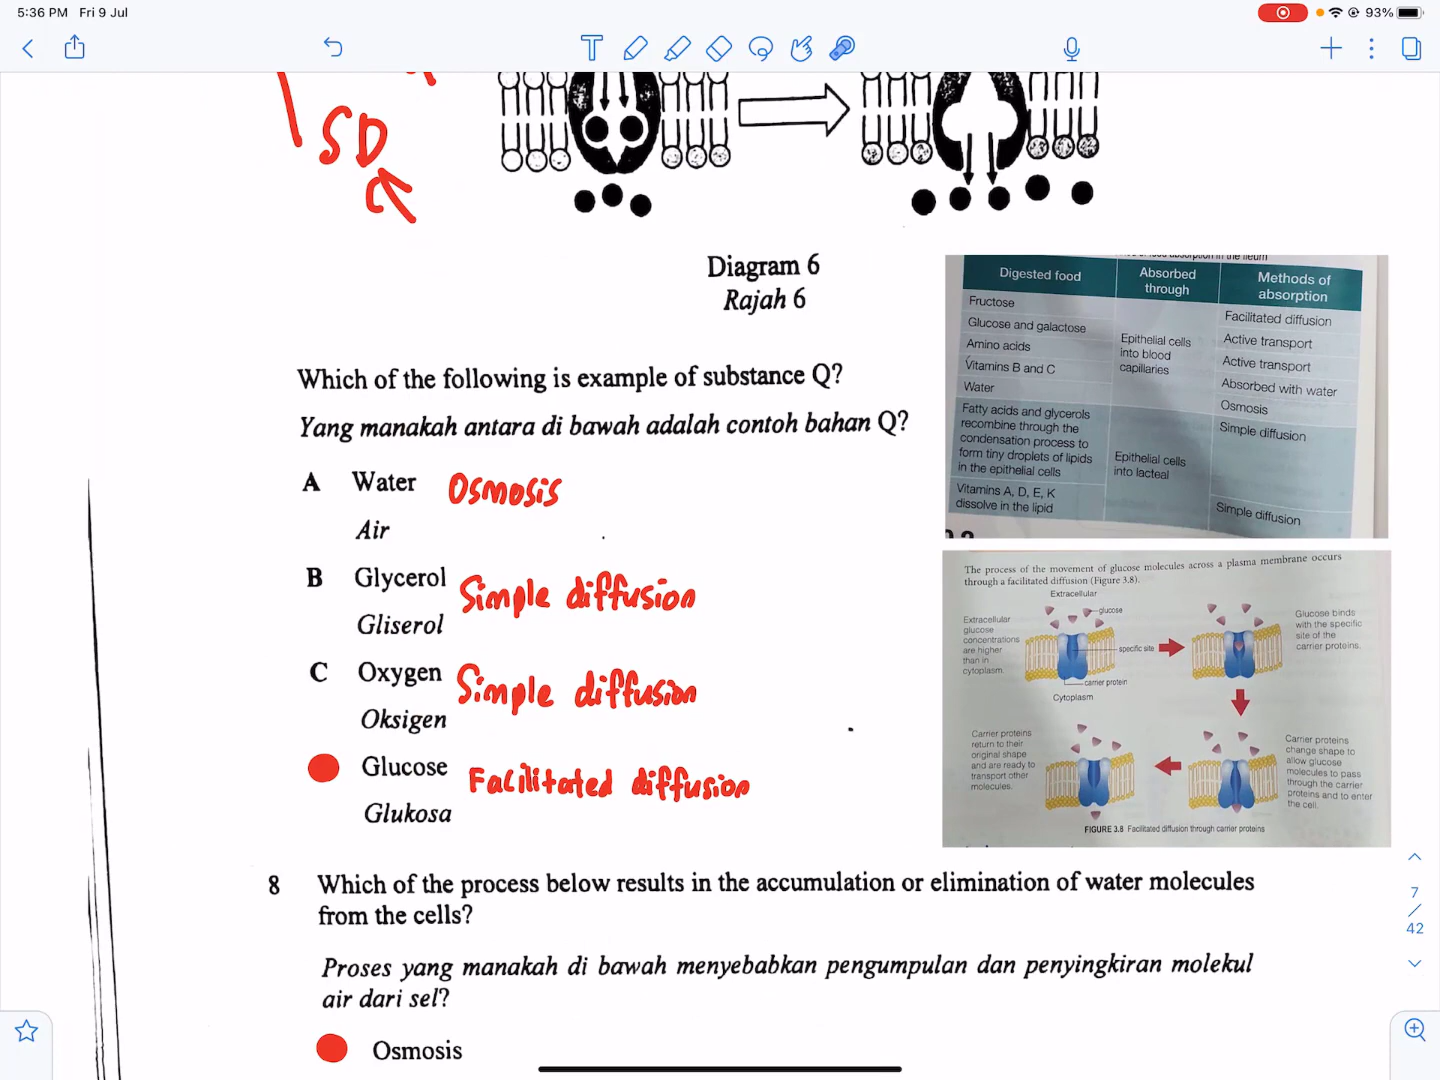 5:36 PM Fri 9 Jul
93%
SD
Diagram 6
Rajah 6
Which of the following is example of substance Q?
Yang manakah antara di bawah adalah contoh bahan Q?
A Water Osmosis
Air
B Glycerol Simple diffusion
Gliserol
C Oxygen Simple diffusion
Oksigen
Glucose Facilitated diffusion
Glukosa
8 Which of the process below results in the accumulation or elimination of water molecules
from the cells?
Proses yang manakah di bawah menyebabkan pengumpulan dan penyingkiran molekul
air dari sel?
Osmosis
food absorption in the ileum
Digested food
Absorbed
through
Methods of
absorption
Fructose
Glucose and galactose
Amino acids
Vitamins B and C
Water
Epithelial cells
into blood
capillaries
Facilitated diffusion
Active transport
Active transport
Absorbed with water
Osmosis
Fatty acids and glycerols
recombine through the
condensation process to
form tiny droplets of lipids
in the epithelial cells
Vitamins A, D, E, K
dissolve in the lipid
Epithelial cells
into lacteal
Simple diffusion
Simple diffusion
The process of the movement of glucose molecules across a plasma membrane occurs
through a facilitated diffusion (Figure 3.8).
Extracellular
glucose
Extracellular
glucose
concentrations
are higher
than in
cytoplasm.
specific site
carrier protein
Cytoplasm
Glucose binds
with the specific
site of the
carrier proteins.
Carrier proteins
return to their
original shape
and are ready to
transport other
molecules.
Carrier proteins
change shape to
allow glucose
molecules to pass
through the carrier
proteins and to enter
the cell.
FIGURE 3.8 Facilitated diffusion through carrier proteins
7
/
42